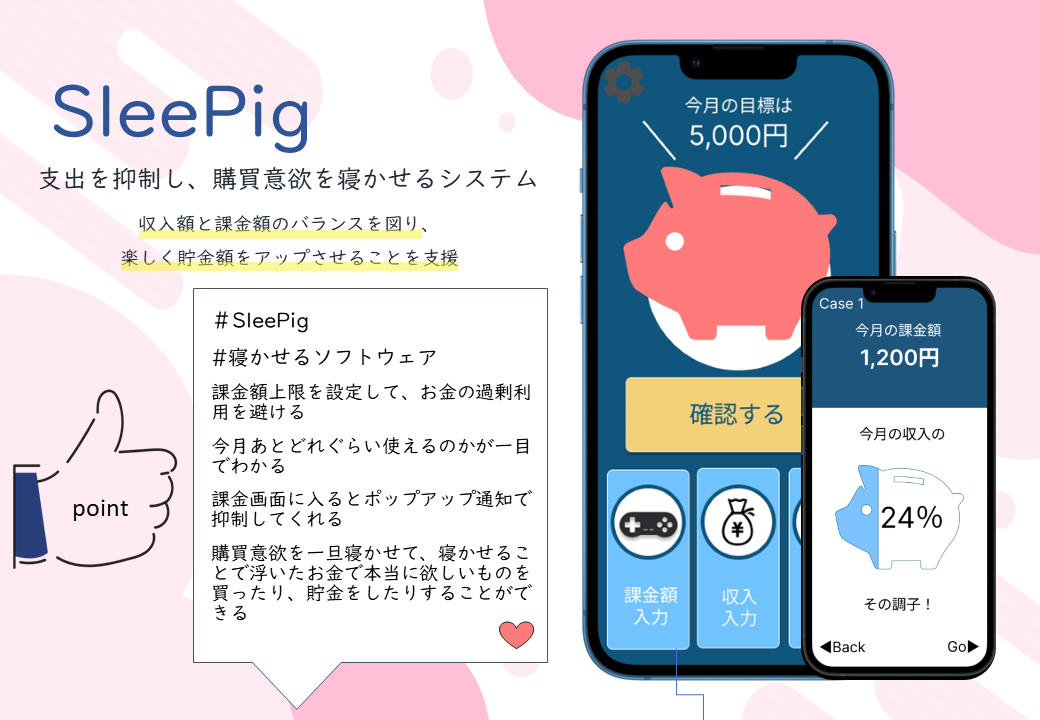 SleePig
支出を抑制し、購買意欲を寝かせるシステム
収入額と課金額のバランスを図り、
楽しく貯金額をアップさせることを支援
#SleePig
#寝かせるソフトウェア
課金額上限を設定して、お金の過剰利
用を避ける
今月あとどれぐらい使えるのかが一目
でわかる
課金画面に入るとポップアップ通知で
抑制してくれる
購買意欲を一旦寝かせて、寝かせるこ
とで浮いたお金で本当に欲しいものを
買ったり、貯金をしたりすることがで
きる
point
今月の目標は
5,000円
確認する
課金額
入力
収入
入力
¥
Case 1
今月の課金額
1,200円
今月の収入の
24%
その調子！
◀Back
Go▶